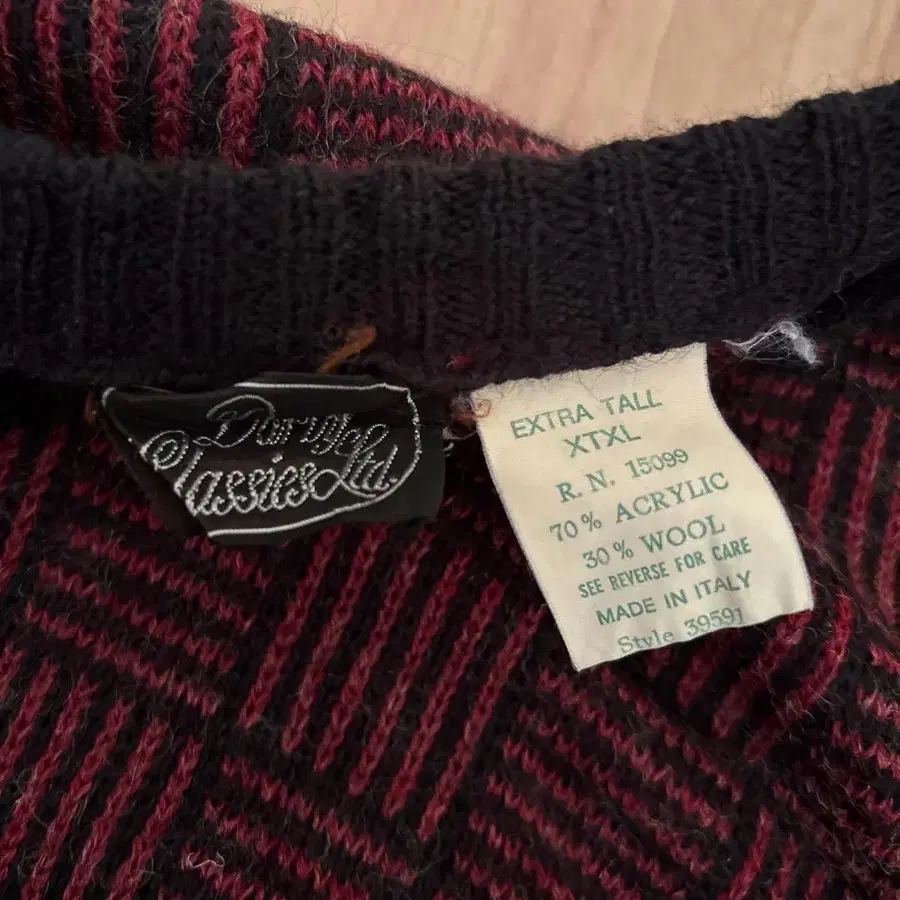 Classics Ltd.
EXTRA TALL
XTXL
R. N. 15099
70% ACRYLIC
30% WOOL
SEE REVERSE FOR CARE
MADE IN ITALY
Style 39591